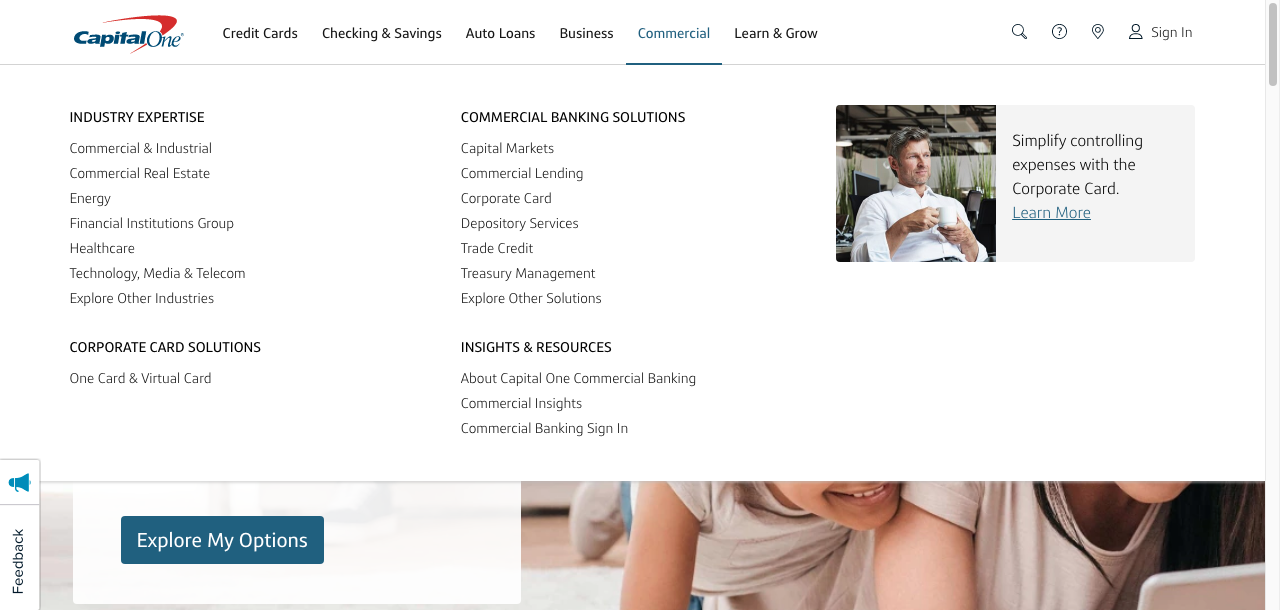 CapitalOne
Credit Cards
Checking & Savings
Auto Loans
Business
Commercial
Learn & Grow
Sign In
INDUSTRY EXPERTISE
Commercial & Industrial
Commercial Real Estate
Energy
Financial Institutions Group
Healthcare
Technology, Media & Telecom
Explore Other Industries
CORPORATE CARD SOLUTIONS
One Card & Virtual Card
COMMERCIAL BANKING SOLUTIONS
Capital Markets
Commercial Lending
Corporate Card
Depository Services
Trade Credit
Treasury Management
Explore Other Solutions
INSIGHTS & RESOURCES
About Capital One Commercial Banking
Commercial Insights
Commercial Banking Sign In
Simplify controlling
expenses with the
Corporate Card.
Learn More
Explore My Options
Feedback